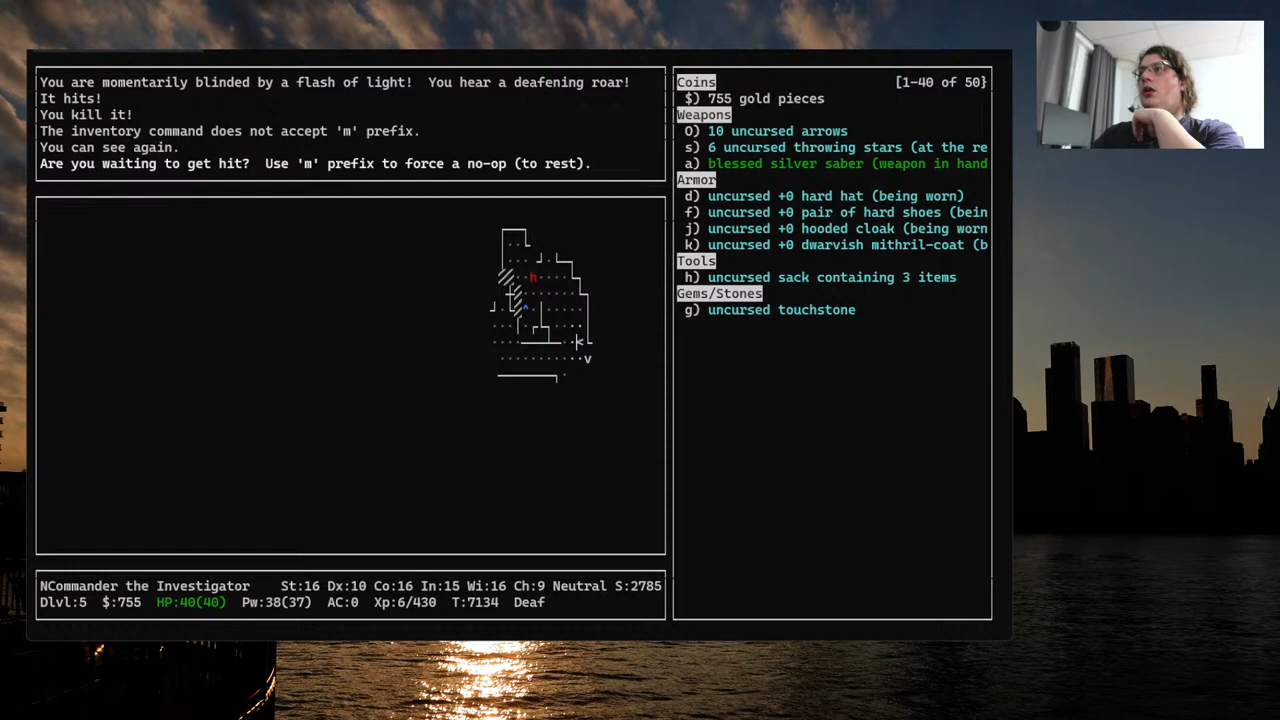 You are momentarily blinded by a flash of light!  You hear a deafening roar!
It hits!
You kill it!
The inventory command does not accept 'm' prefix.
You can see again.
Are you waiting to get hit?  Use 'm' prefix to force a no-op (to rest).
Coins [1-40 of 50}
$) 755 gold pieces
Weapons
O) 10 uncursed arrows
s) 6 uncursed throwing stars (at the re
a) blessed silver saber (weapon in hand
Armor
d) uncursed +0 hard hat (being worn)
f) uncursed +0 pair of hard shoes (bein
j) uncursed +0 hooded cloak (being worn
k) uncursed +0 dwarvish mithril-coat (b
Tools
h) uncursed sack containing 3 items
Gems/Stones
g) uncursed touchstone
h
^
<
v
NCommander the Investigator St:16 Dx:10 Co:16 In:15 Wi:16 Ch:9 Neutral S:2785
Dlvl:5 $:755 HP:40(40) Pw:38(37) AC:0 Xp:6/430 T:7134 Deaf